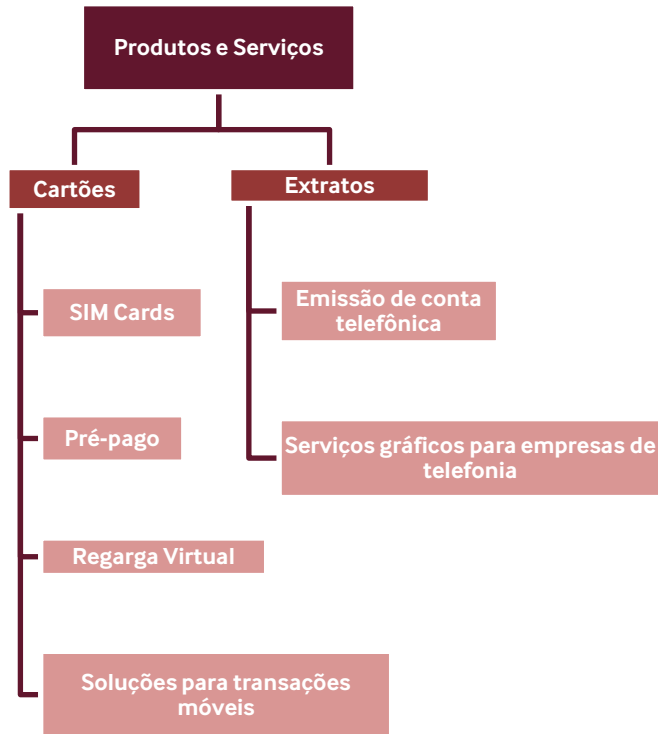 Produtos e Serviços
Cartões
SIM Cards
Pré-pago
Regarga Virtual
Soluções para transações
móveis
Extratos
Emissão de conta
telefônica
Serviços gráficos para empresas de
telefonia